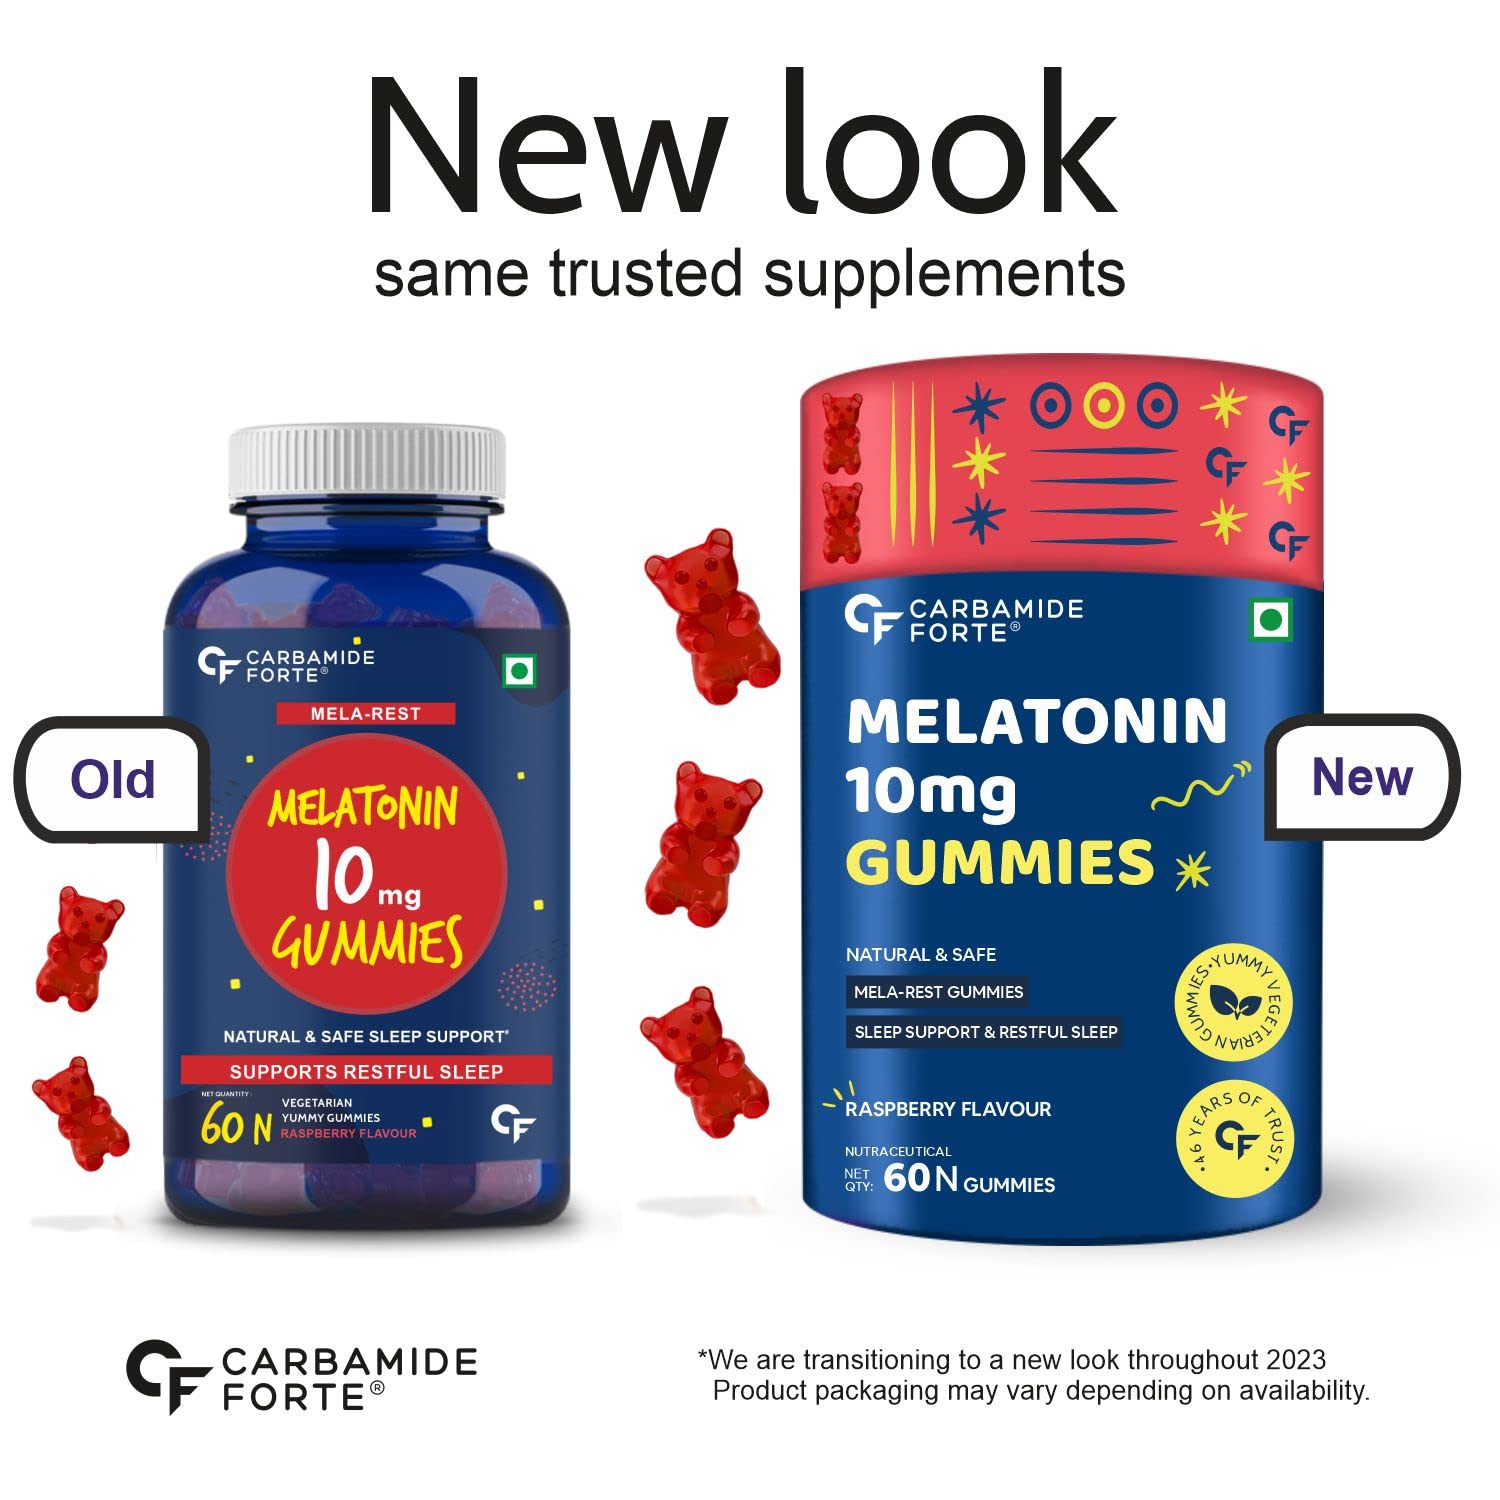 New look
same trusted supplements
CARBAMIDE
FORTE®
MELA-REST
MELATONIN
10 mg
GUMMIES
NATURAL & SAFE SLEEP SUPPORT*
SUPPORTS RESTFUL SLEEP
NET QUANTITY:
60 N
VEGETARIAN
YUMMY GUMMIES
RASPBERRY FLAVOUR
CF
Old
CF
CF
CF
CARBAMIDE
FORTE®
MELATONIN
10mg
GUMMIES
NATURAL & SAFE
MELA-REST GUMMIES
SLEEP SUPPORT & RESTFUL SLEEP
YUMMY VEGETERIAN GUMMIES•
RASPBERRY FLAVOUR
NUTRACEUTICAL
NET
QTY: 60 N GUMMIES
•46 YEARS OF TRUST•
CF
New
CARBAMIDE
FORTE®
*We are transitioning to a new look throughout 2023
Product packaging may vary depending on availability.